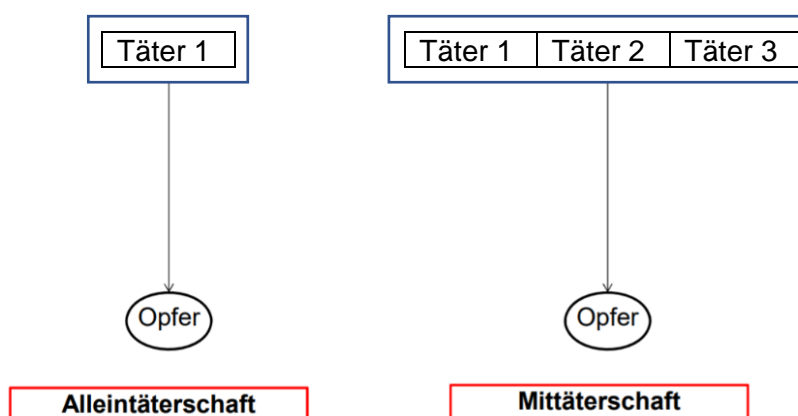 Täter 1
Täter 1 Täter 2 Täter 3
Opfer
Opfer
Alleintäterschaft
Mittäterschaft